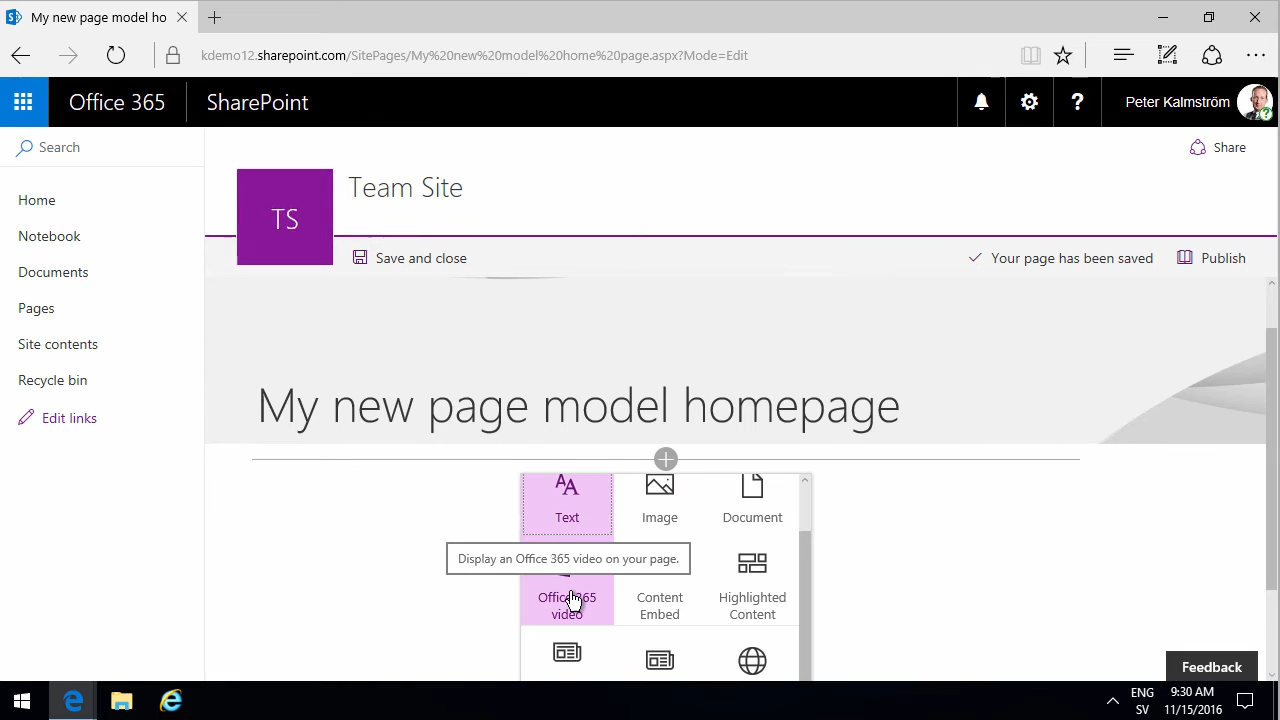 My new page model ho
kdemo12.sharepoint.com/SitePages/My%20new%20model%20home%20page.aspx?Mode=Edit
Office 365
SharePoint
Peter Kalmström
Search
Share
Home
Notebook
Documents
Pages
Site contents
Recycle bin
Edit links
TS
Team Site
Save and close
Your page has been saved
Publish
My new page model homepage
Text
Image
Document
Display an Office 365 video on your page.
Office 365
video
Content
Embed
Highlighted
Content
Feedback
ENG
SV
9:30 AM
11/15/2016